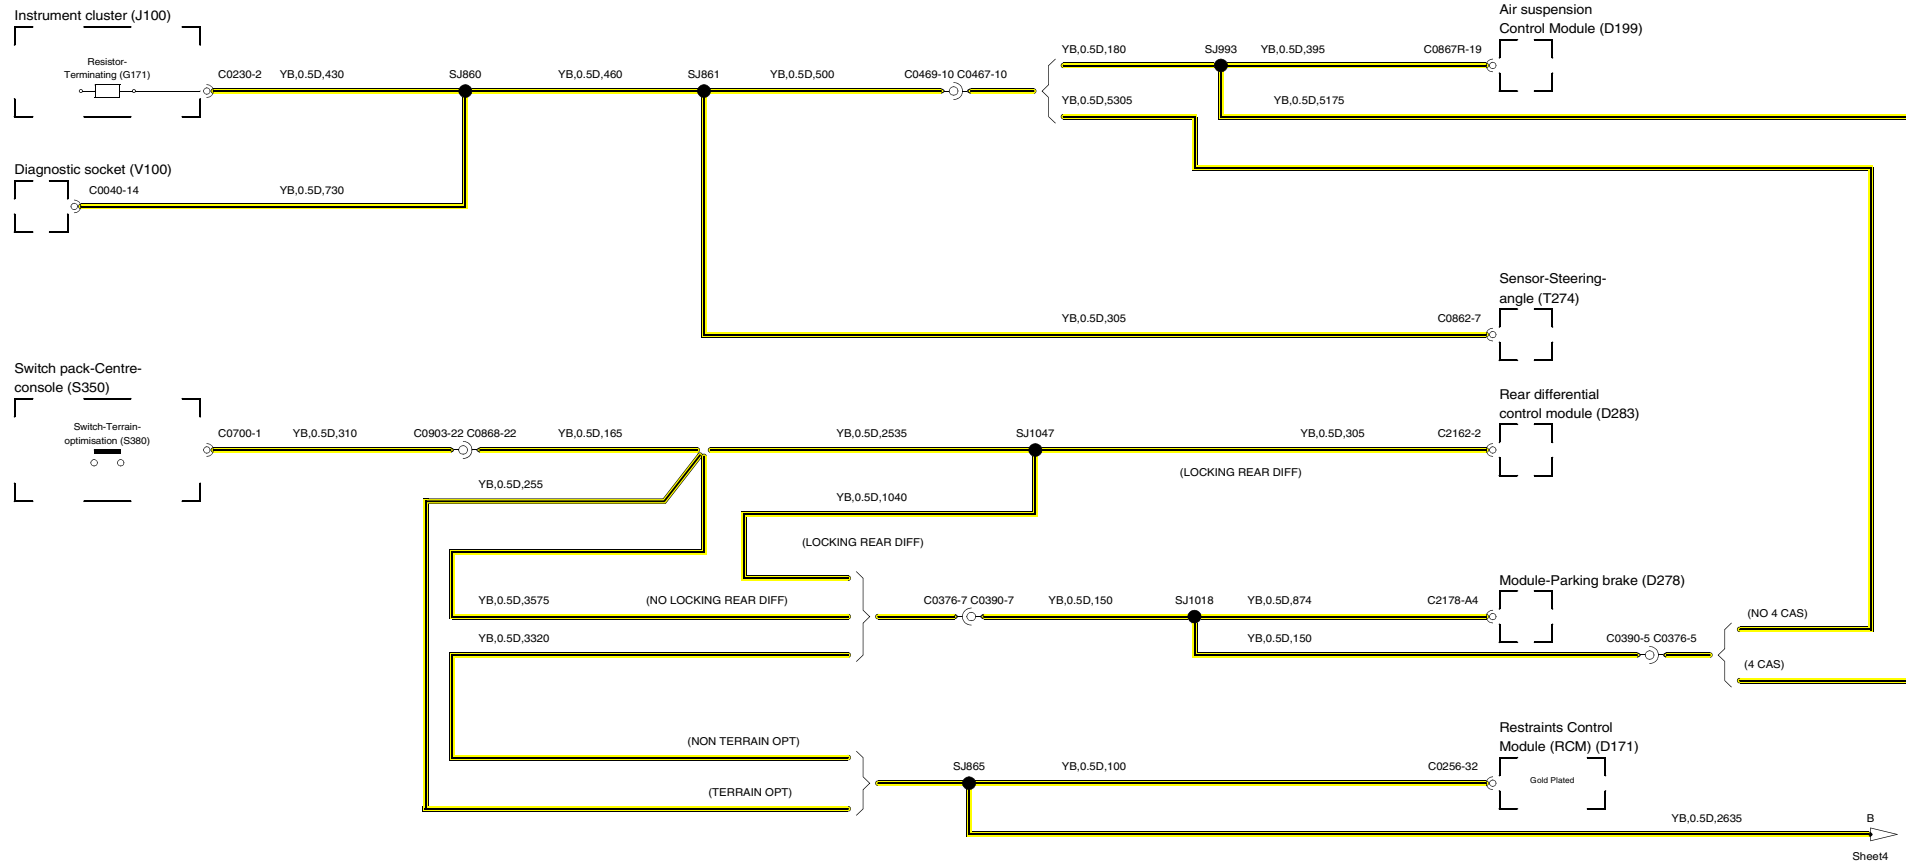 Instrument cluster (J100)
Resistor-
Terminating (G171)
C0230-2
YB,0.5D,430
SJ860
YB,0.5D,460
SJ861
YB,0.5D,500
C0469-10 C0467-10
YB,0.5D,180
SJ993
YB,0.5D,395
C0867R-19
Air suspension
Control Module (D199)
YB,0.5D,5305
YB,0.5D,5175
Diagnostic socket (V100)
C0040-14
YB,0.5D,730
Sensor-Steering-
angle (T274)
YB,0.5D,305
C0862-7
Switch pack-Centre-
console (S350)
Switch-Terrain-
optimisation (S380)
C0700-1
YB,0.5D,310
C0903-22 C0868-22
YB,0.5D,165
YB,0.5D,2535
SJ1047
YB,0.5D,305
C2162-2
Rear differential
control module (D283)
(LOCKING REAR DIFF)
YB,0.5D,255
YB,0.5D,1040
(LOCKING REAR DIFF)
YB,0.5D,3575
(NO LOCKING REAR DIFF)
C0376-7 C0390-7
YB,0.5D,150
SJ1018
YB,0.5D,874
C2178-A4
Module-Parking brake (D278)
YB,0.5D,3320
YB,0.5D,150
C0390-5 C0376-5
(NO 4 CAS)
(4 CAS)
(NON TERRAIN OPT)
(TERRAIN OPT)
SJ865
YB,0.5D,100
C0256-32
Restraints Control
Module (RCM) (D171)
Gold Plated
YB,0.5D,2635
B
Sheet4